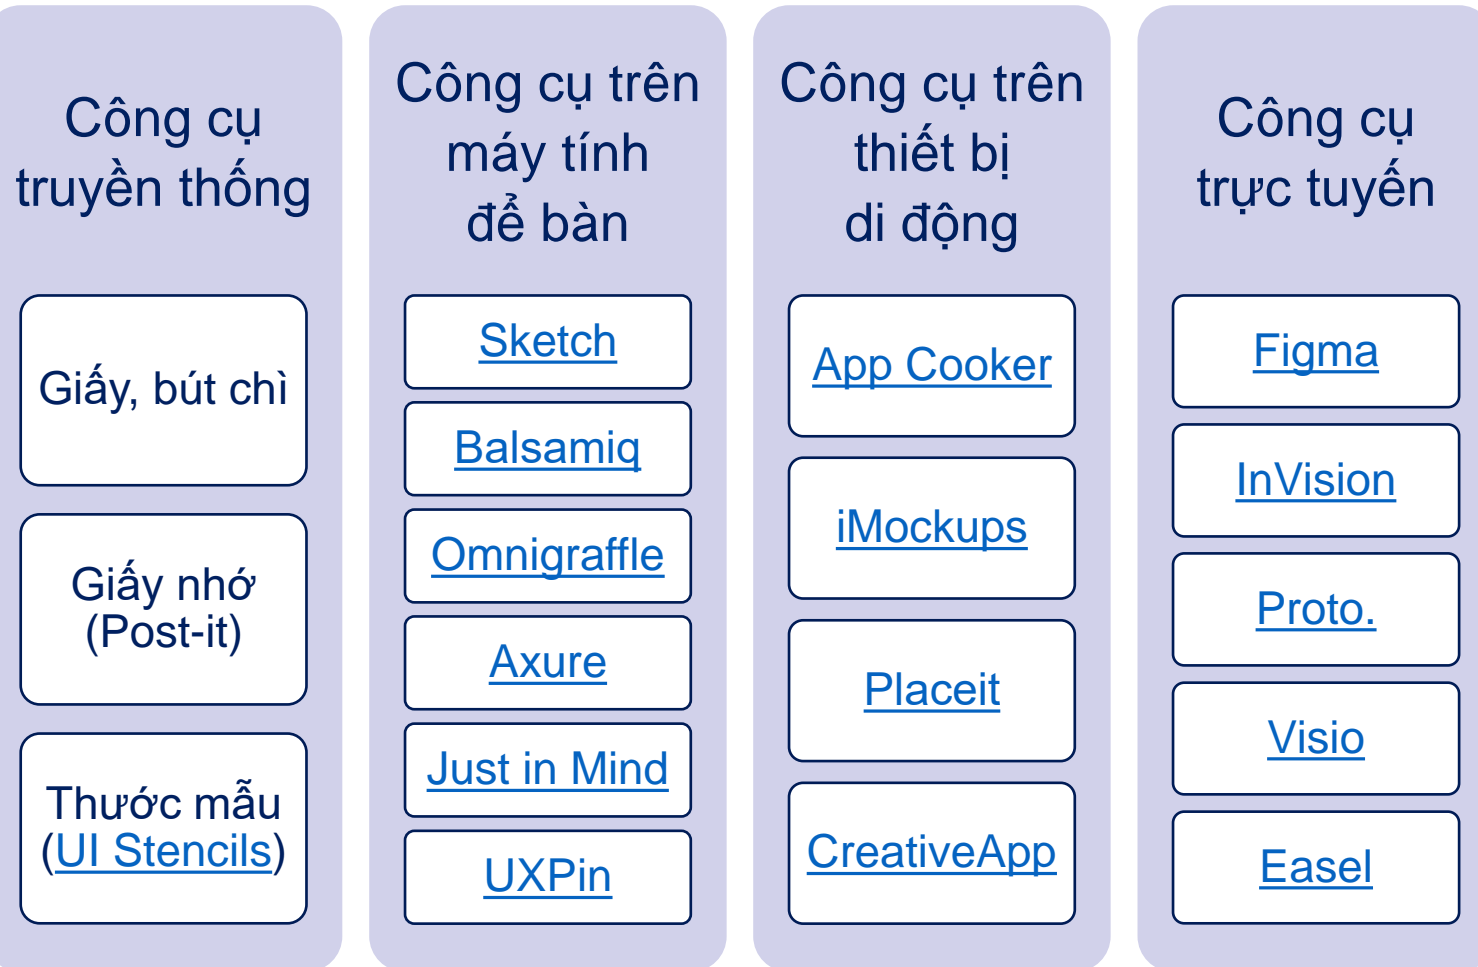 Công cụ
truyền thống
Giấy, bút chì
Giấy nhớ
(Post-it)
Thước mẫu
(UI Stencils)
Công cụ trên
máy tính
để bàn
Sketch
Balsamiq
Omnigraffle
Axure
Just in Mind
UXPin
Công cụ trên
thiết bị
di động
App Cooker
iMockups
Placeit
CreativeApp
Công cụ
trực tuyến
Figma
InVision
Proto.
Visio
Easel